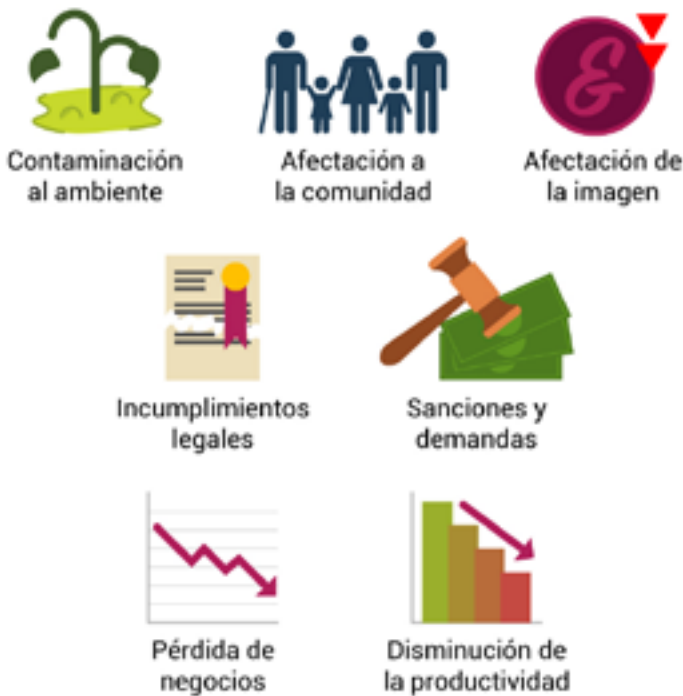 &
Contaminación
al ambiente
Afectación a
la comunidad
Afectación de
la imagen
Incumplimientos
legales
Sanciones y
demandas
Pérdida de
negocios
Disminución de
la productividad